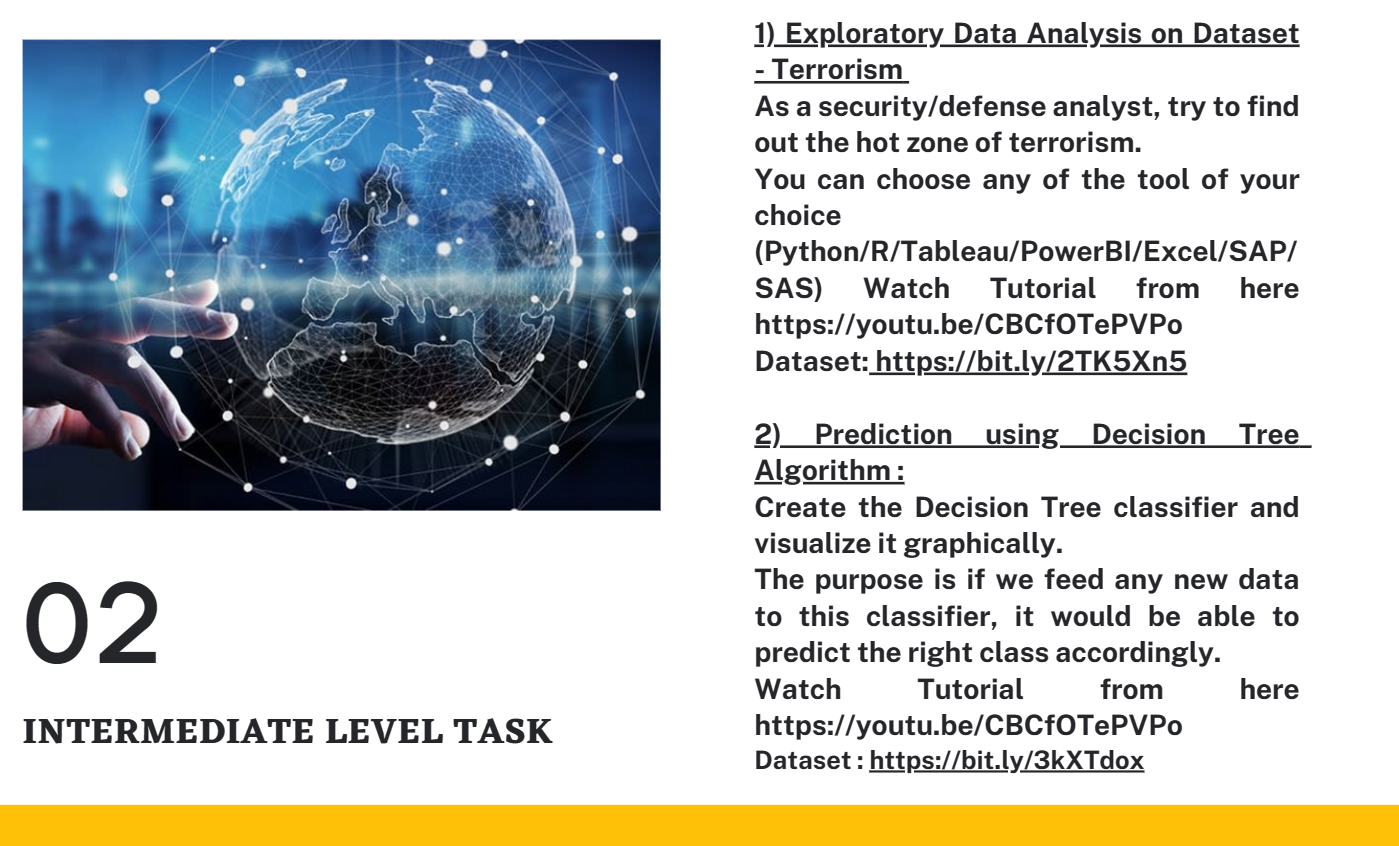 1) Exploratory Data Analysis on Dataset
- Terrorism
As a security/defense analyst, try to find
out the hot zone of terrorism.
You can choose any of the tool of your
choice
(Python/R/Tableau/PowerBI/Excel/SAP/
SAS) Watch Tutorial from here
https://youtu.be/CBCfOTePVPo
Dataset: https://bit.ly/2TK5Xn5
2) Prediction using Decision Tree
Algorithm :
Create the Decision Tree classifier and
visualize it graphically.
The purpose is if we feed any new data
to this classifier, it would be able to
predict the right class accordingly.
Watch Tutorial from here
https://youtu.be/CBCfOTePVPo
Dataset : https://bit.ly/3kXTdox
02
INTERMEDIATE LEVEL TASK